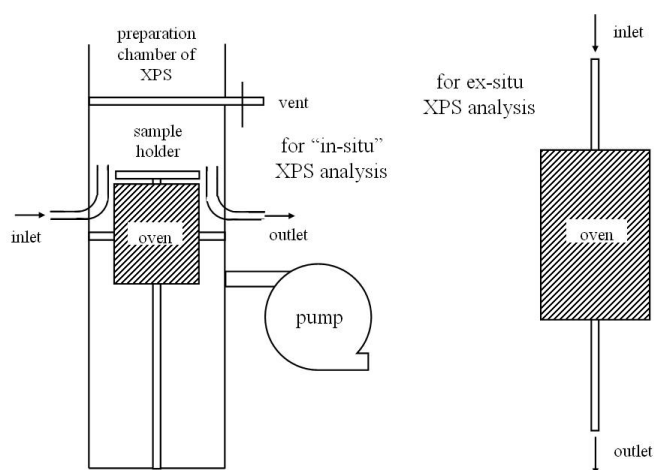 preparation
chamber of
XPS
vent
sample
holder
for “in-situ”
XPS analysis
inlet
oven
outlet
pump
inlet
for ex-situ
XPS analysis
oven
outlet